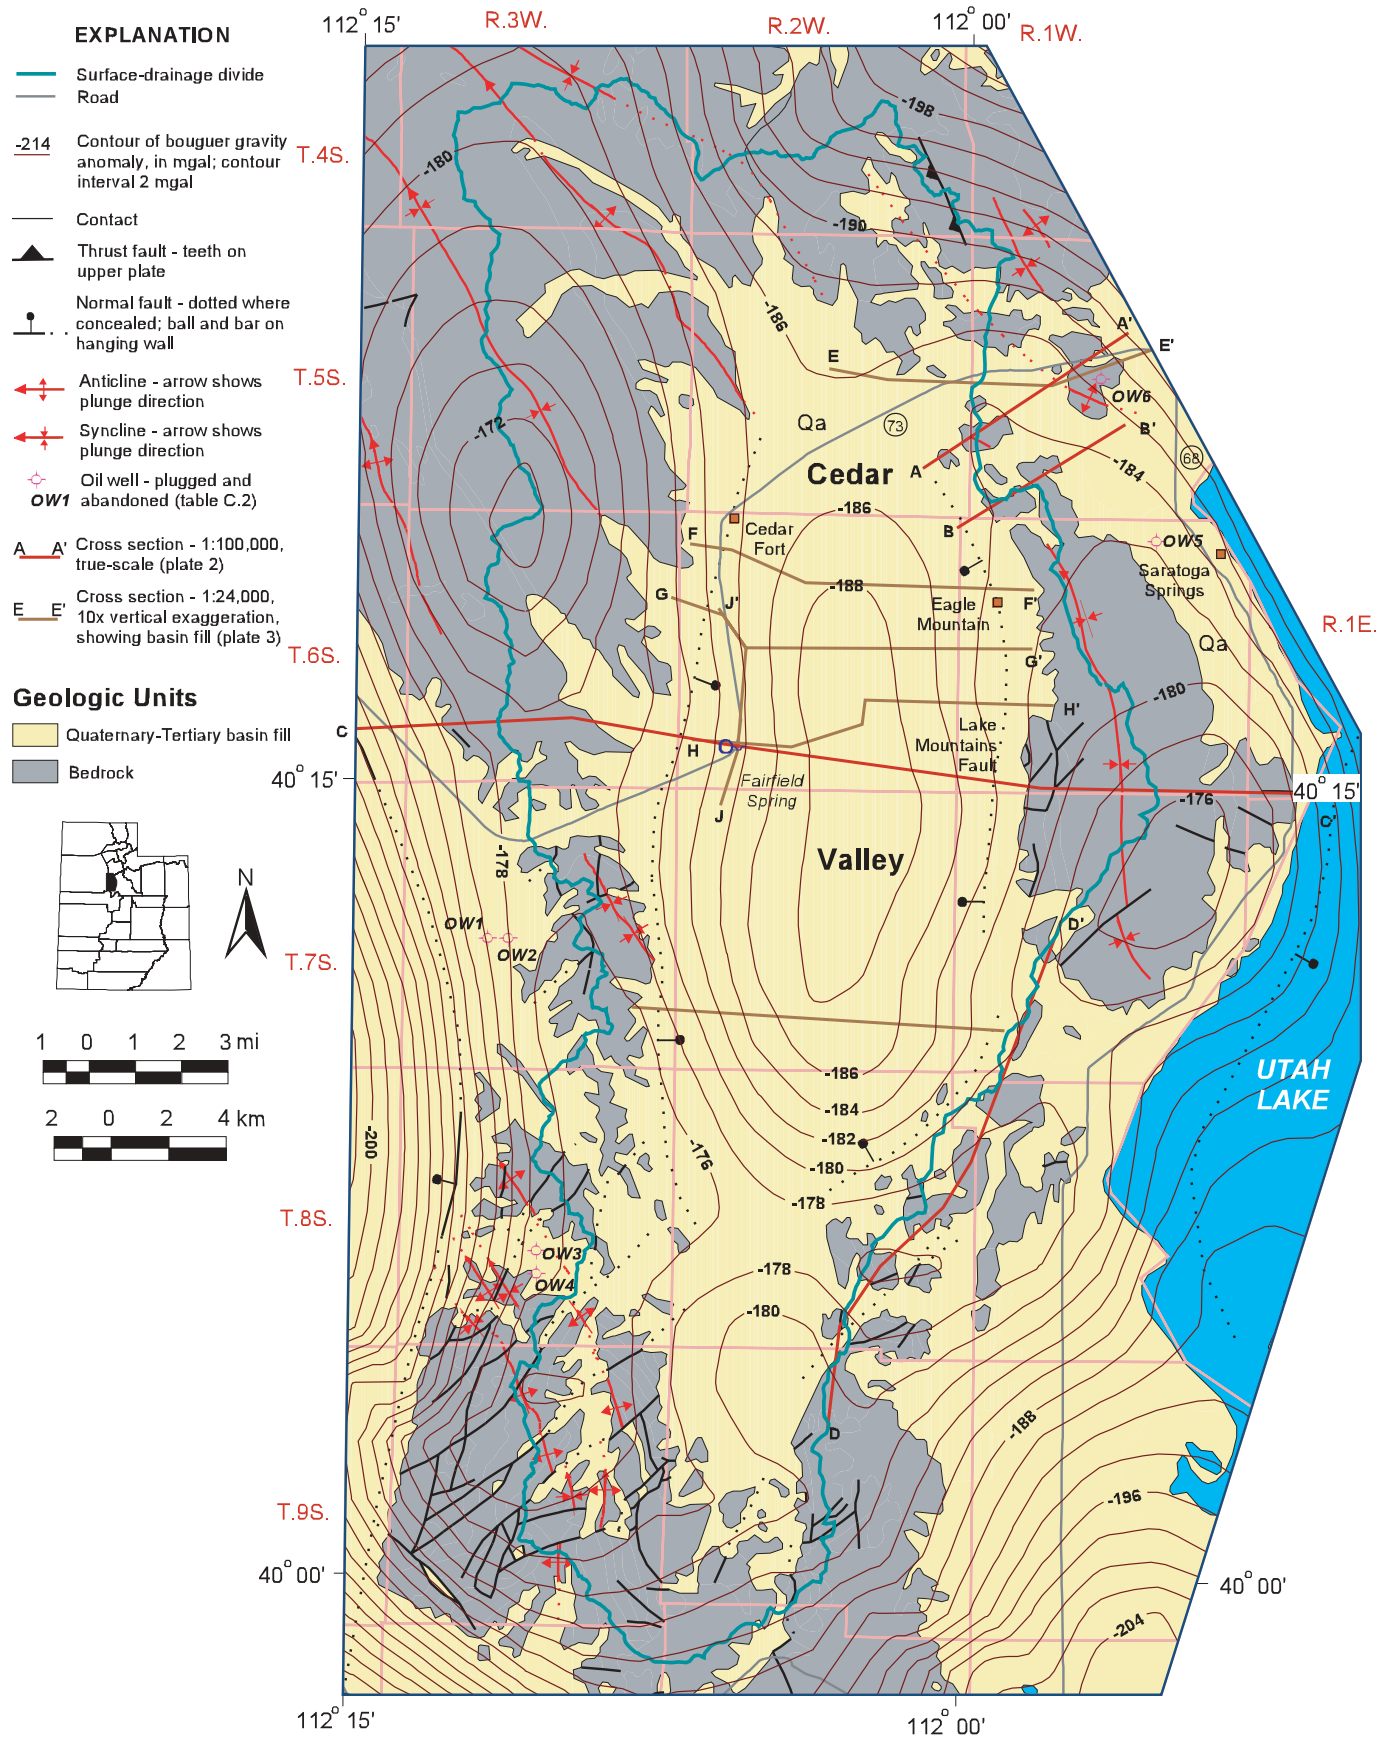 EXPLANATION
Surface-drainage divide
Road
-214
Contour of bouguer gravity
anomaly, in mgal; contour
interval 2 mgal
Contact
Thrust fault - teeth on
upper plate
Normal fault - dotted where
concealed; ball and bar on
hanging wall
Anticline - arrow shows
plunge direction
Syncline - arrow shows
plunge direction
OW1
Oil well - plugged and
abandoned (table C.2)
A A'
Cross section - 1:100,000,
true-scale (plate 2)
E E'
Cross section - 1:24,000,
10x vertical exaggeration,
showing basin fill (plate 3)
Geologic Units
Quaternary-Tertiary basin fill
Bedrock
N
1 0 1 2 3 mi
2 0 2 4 km
112° 15'
R.3W.
R.2W.
112° 00'
R.1W.
T.4S.
T.5S.
T.6S.
R.1E.
40° 15'
40° 15'
T.7S.
T.8S.
T.9S.
40° 00'
40° 00'
112° 15'
112° 00'
-198
-180
-190
-186
A'
E'
E
OW6
-172
Qa
73
B'
68
-184
Cedar
A
-186
B
Cedar
Fort
F
OW5
Saratoga
Springs
-188
G
J'
Eagle
Mountain
F'
Qa
G'
-180
H'
C
H
Lake
Mountains
Fault
Fairfield
Spring
J
-176
C'
Valley
-178
OW1
OW2
D'
-186
-184
-182
-180
-178
UTAH
LAKE
-200
-176
OW3
OW4
-178
-180
D
-188
-196
-204